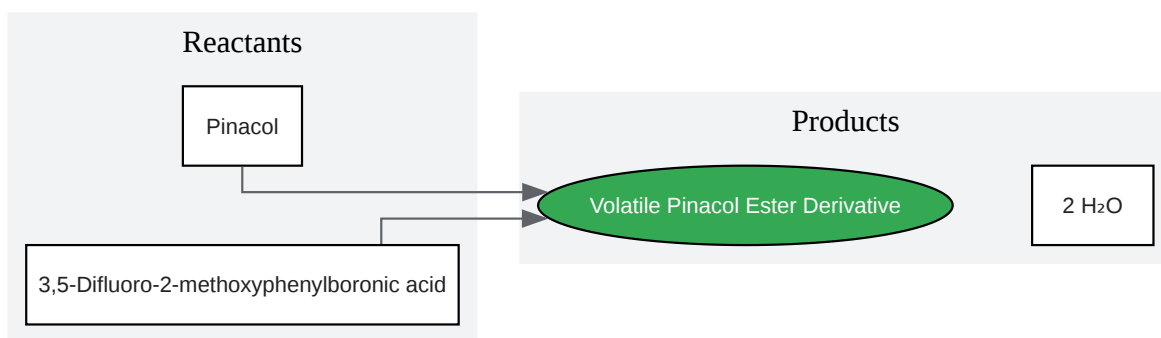 Reactants
Pinacol
3,5-Difluoro-2-methoxyphenylboronic acid
Products
Volatile Pinacol Ester Derivative
2 H₂O